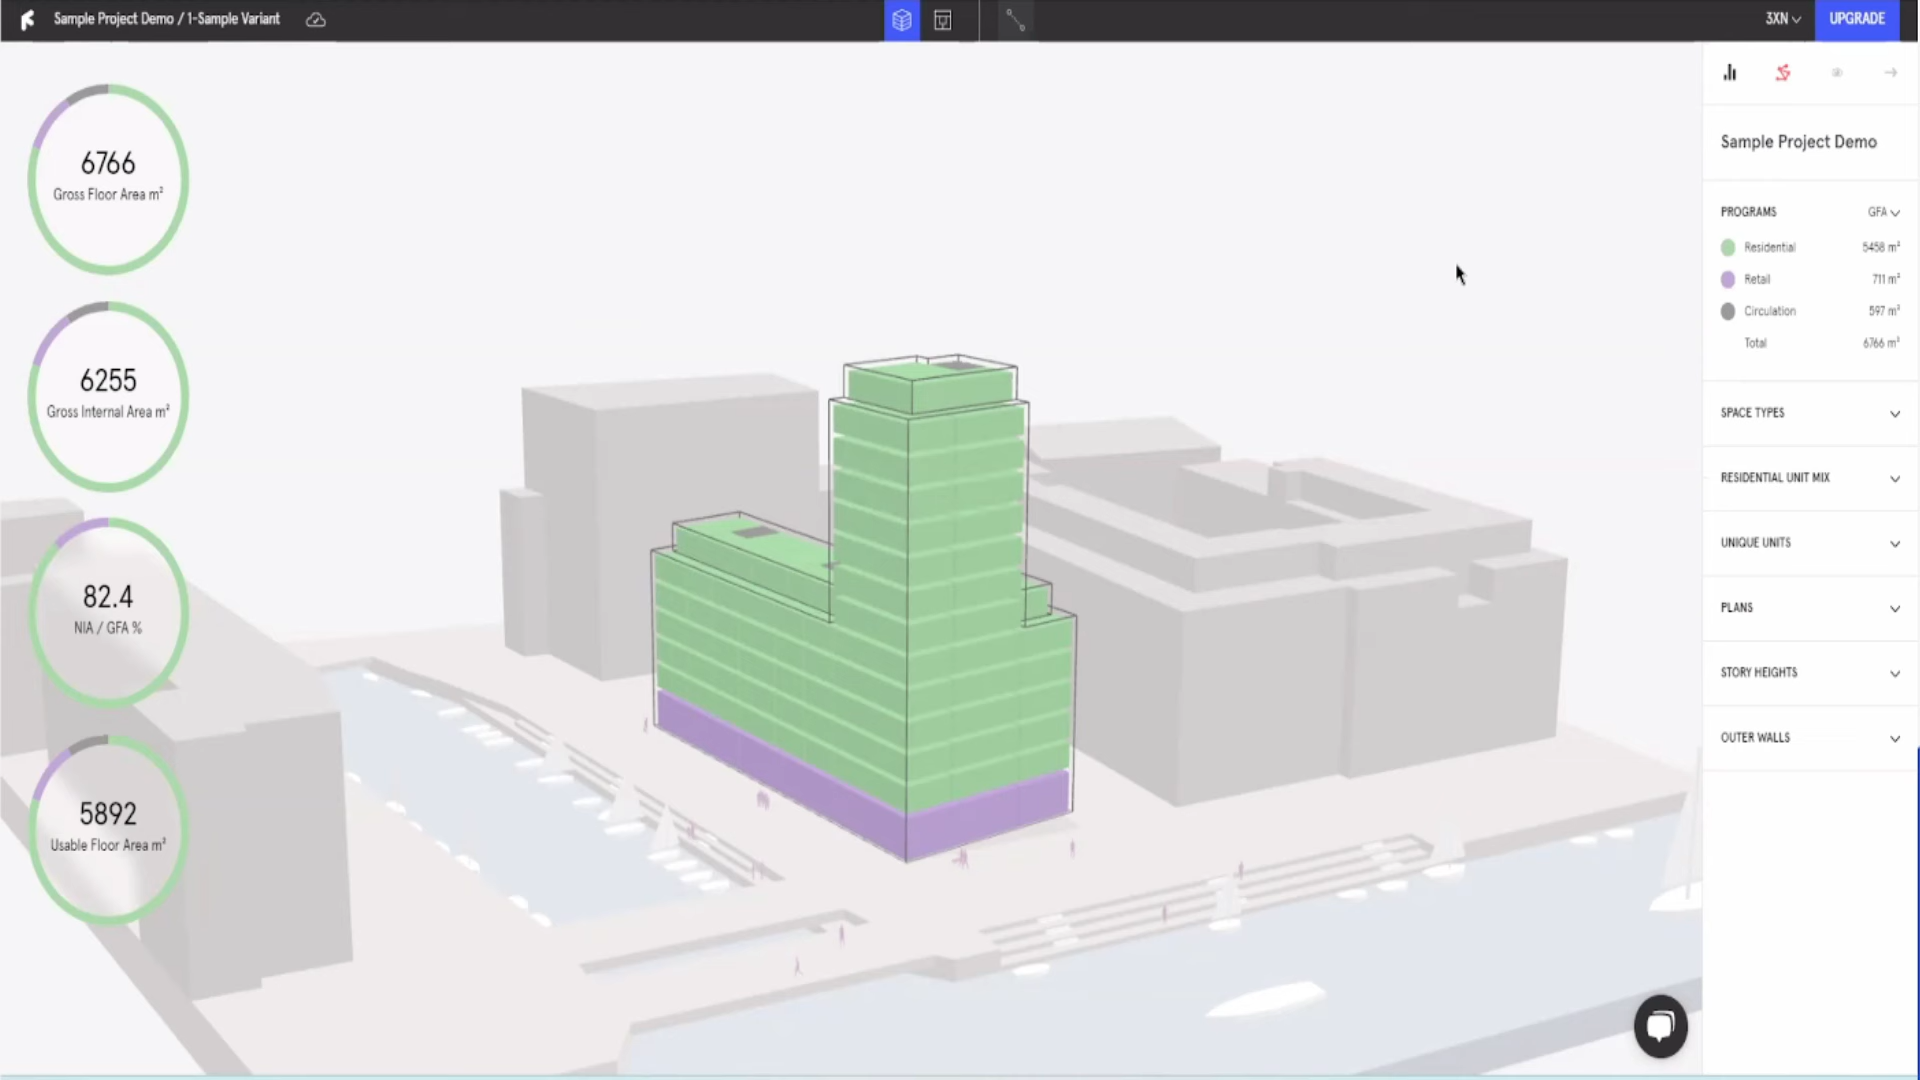 Sample Project Demo / 1-Sample Variant
3XN
UPGRADE
6766
Gross Floor Area m²
6255
Gross Internal Area m²
82.4
NIA / GFA %
5892
Usable Floor Area m²
Sample Project Demo
PROGRAMS GFA
Residential 5458 m²
Retail 711 m²
Circulation 597 m²
Total 6766 m²
SPACE TYPES
RESIDENTIAL UNIT MIX
UNIQUE UNITS
PLANS
STORY HEIGHTS
OUTER WALLS